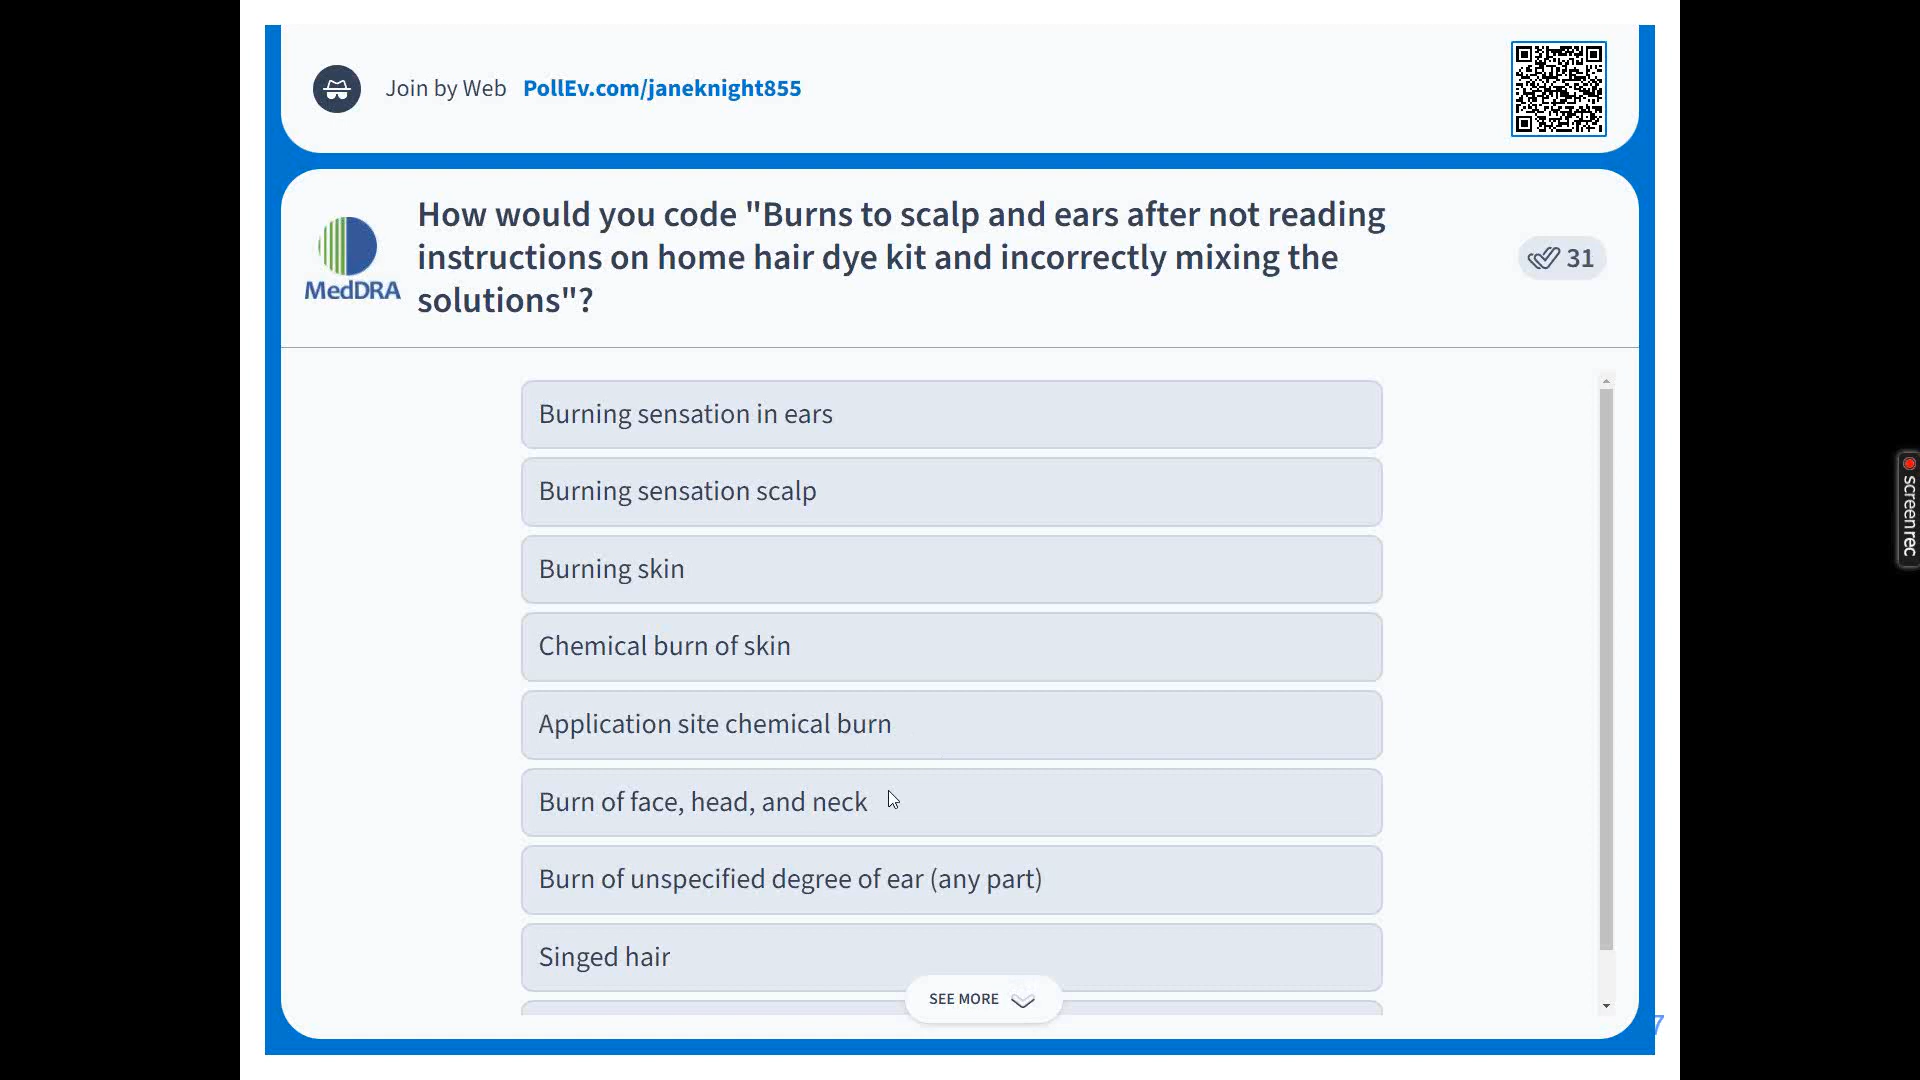 Join by Web PollEv.com/janeknight855
MedDRA
How would you code "Burns to scalp and ears after not reading
instructions on home hair dye kit and incorrectly mixing the
solutions"?
31
Burning sensation in ears
Burning sensation scalp
Burning skin
Chemical burn of skin
Application site chemical burn
Burn of face, head, and neck
Burn of unspecified degree of ear (any part)
Singed hair
SEE MORE
7
screenrec